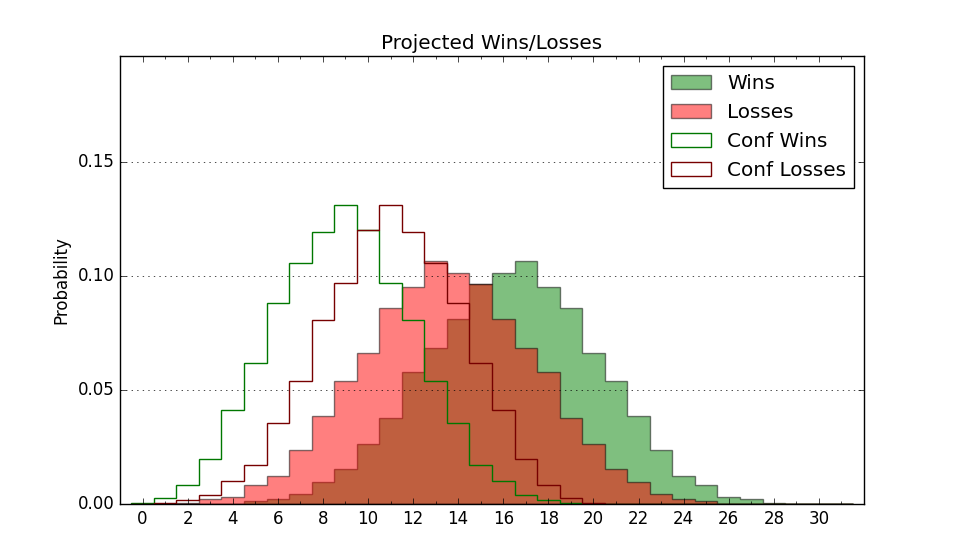 Projected Wins/Losses
Wins
Losses
Conf Wins
Conf Losses
Probability
0.15
0.10
0.05
0.00
0 2 4 6 8 10 12 14 16 18 20 22 24 26 28 30